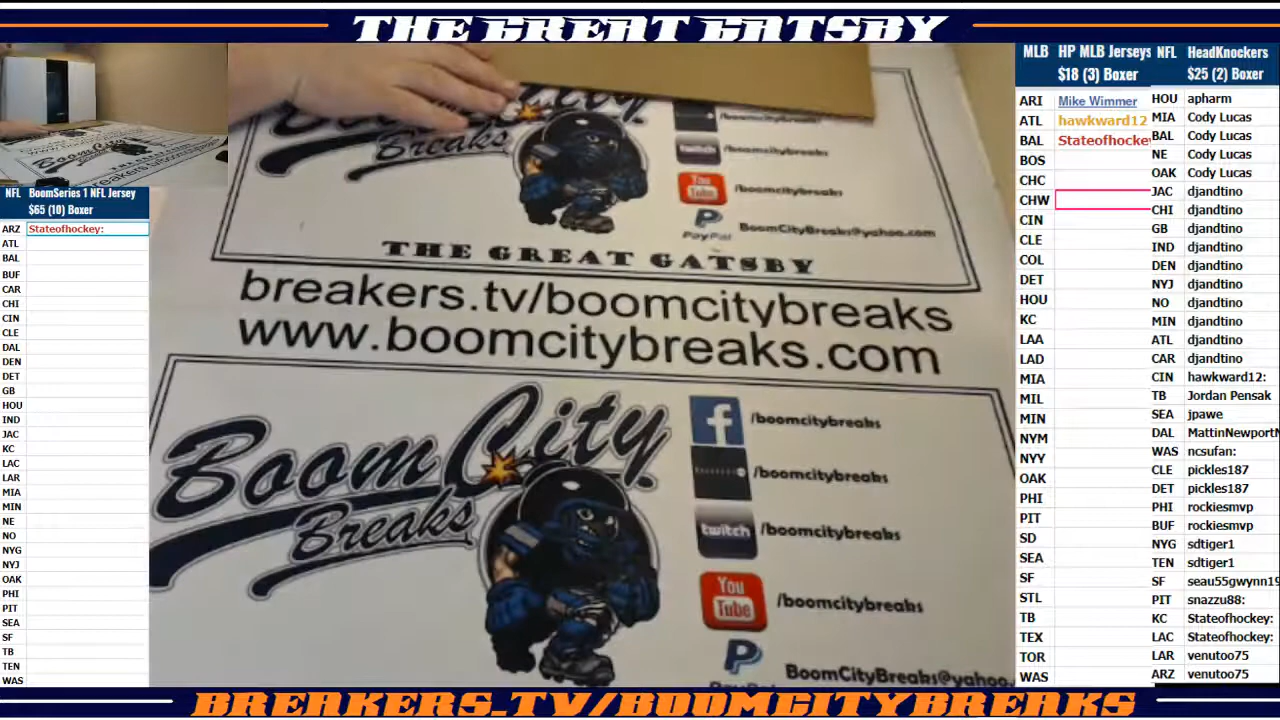 THE GREAT GATSBY
NFL BoomSeries 1 NFL Jersey
$65 (10) Boxer
ARZ Stateofhockey:
ATL
BAL
BUF
CAR
CHI
CIN
CLE
DAL
DEN
DET
GB
HOU
IND
JAC
KC
LAC
LAR
MIA
MIN
NE
NO
NYG
NYJ
OAK
PHI
PIT
SEA
SF
TB
TEN
WAS
City
Breaks
/boomcitybreaks
twitch /boomcitybreaks
You Tube /boomcitybreaks
PayPal BoomCityBreaks@yahoo.com
THE GREAT GATSBY
breakers.tv/boomcitybreaks
www.boomcitybreaks.com
Boom City Breaks
f /boomcitybreaks
/boomcitybreaks
twitch /boomcitybreaks
You Tube /boomcitybreaks
BoomCityBreaks@yahoo.
MLB HP MLB Jerseys
$18 (3) Boxer
ARI Mike Wimmer
ATL hawkward12
BAL Stateofhockey
BOS
CHC
CHW
CIN
CLE
COL
DET
HOU
KC
LAA
LAD
MIA
MIL
MIN
NYM
NYY
OAK
PHI
PIT
SD
SEA
SF
STL
TB
TEX
TOR
WAS
NFL HeadKnockers
$25 (2) Boxer
HOU apharm
MIA Cody Lucas
BAL Cody Lucas
NE Cody Lucas
OAK Cody Lucas
JAC djandtino
CHI djandtino
GB djandtino
IND djandtino
DEN djandtino
NYJ djandtino
NO djandtino
MIN djandtino
ATL djandtino
CAR djandtino
CIN hawkward12:
TB Jordan Pensak
SEA jpawe
DAL MattinNewport
WAS ncsufan:
CLE pickles187
DET pickles187
PHI rockiesmvp
BUF rockiesmvp
NYG sdtiger1
TEN sdtiger1
SF seau55gwynn19
PIT snazzu88:
KC Stateofhockey:
LAC Stateofhockey:
LAR venutoo75
ARZ venutoo75
BREAKERS.TV/BOOMCITYBREAKS